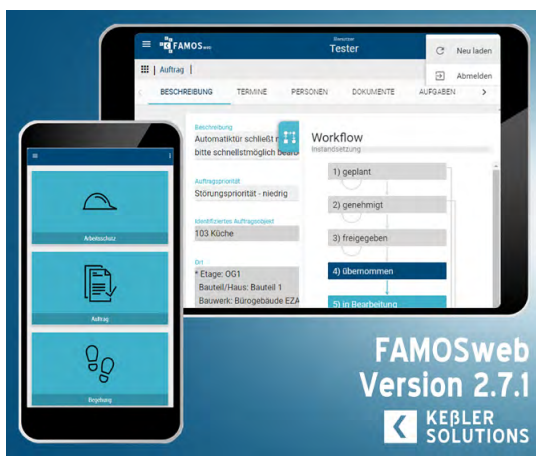 FAMOSweb
Benutzer
Tester
Neu laden
Abmelden
Auftrag
BESCHREIBUNG TERMINE PERSONEN DOKUMENTE AUFGABEN
Beschreibung
Automatiktür schließt
bitte schnellstmöglich
Auftragspriorität
Störungspriorität - niedrig
Identifiziertes Auftragsobjekt
103 Küche
Ort
* Etage: OG1
Bauteil/Haus: Bauteil 1
Bauwerk: Bürogebäude EZA
Workflow
Instandsetzung
1) geplant
2) genehmigt
3) freigegeben
4) übernommen
5) in Bearbeitung
Arbeitsschutz
Auftrag
Begehung
FAMOSweb
Version 2.7.1
KEßLER
SOLUTIONS